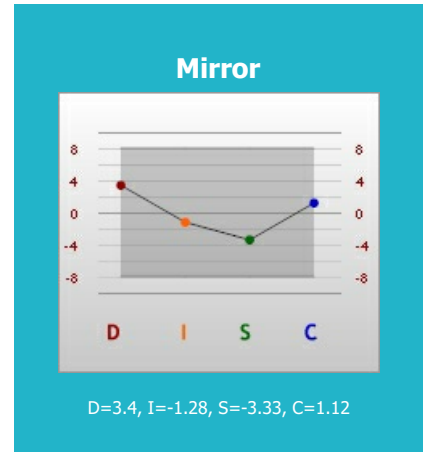 Mirror
8 8
4 4
0 0
-4 -4
-8 -8
D I S C
D=3.4, I=-1.28, S=-3.33, C=1.12